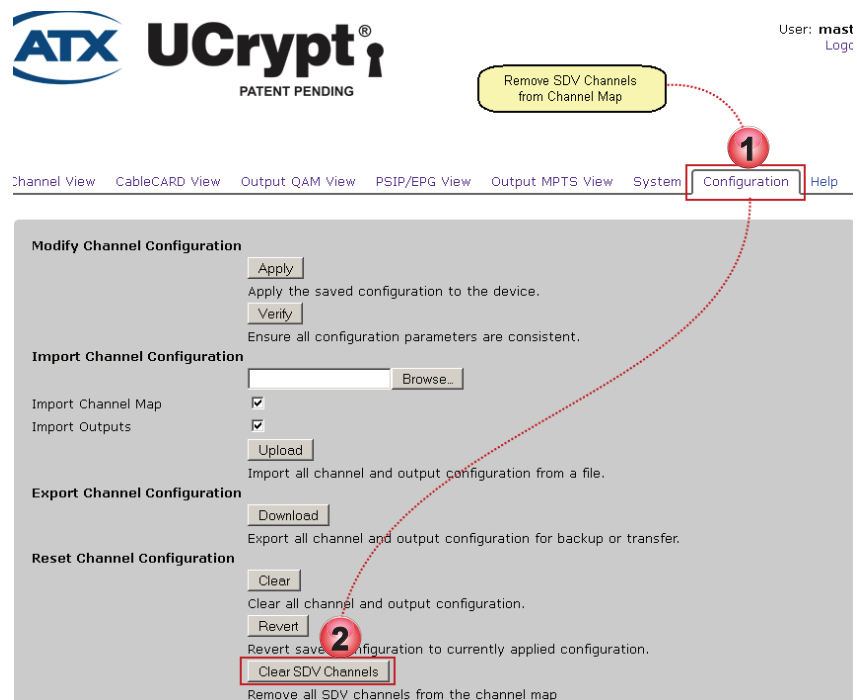 ATX UCrypt®
PATENT PENDING
User: mast
Logo
Remove SDV Channels
from Channel Map
1
Channel View CableCARD View Output QAM View PSIP/EPG View Output MPTS View System Configuration Help
Modify Channel Configuration
Apply
Apply the saved configuration to the device.
Verify
Ensure all configuration parameters are consistent.
Import Channel Configuration
Browse...
Import Channel Map
Import Outputs
Upload
Import all channel and output configuration from a file.
Export Channel Configuration
Download
Export all channel and output configuration for backup or transfer.
Reset Channel Configuration
Clear
Clear all channel and output configuration.
Revert
2
Revert saved configuration to currently applied configuration.
Clear SDV Channels
Remove all SDV channels from the channel map